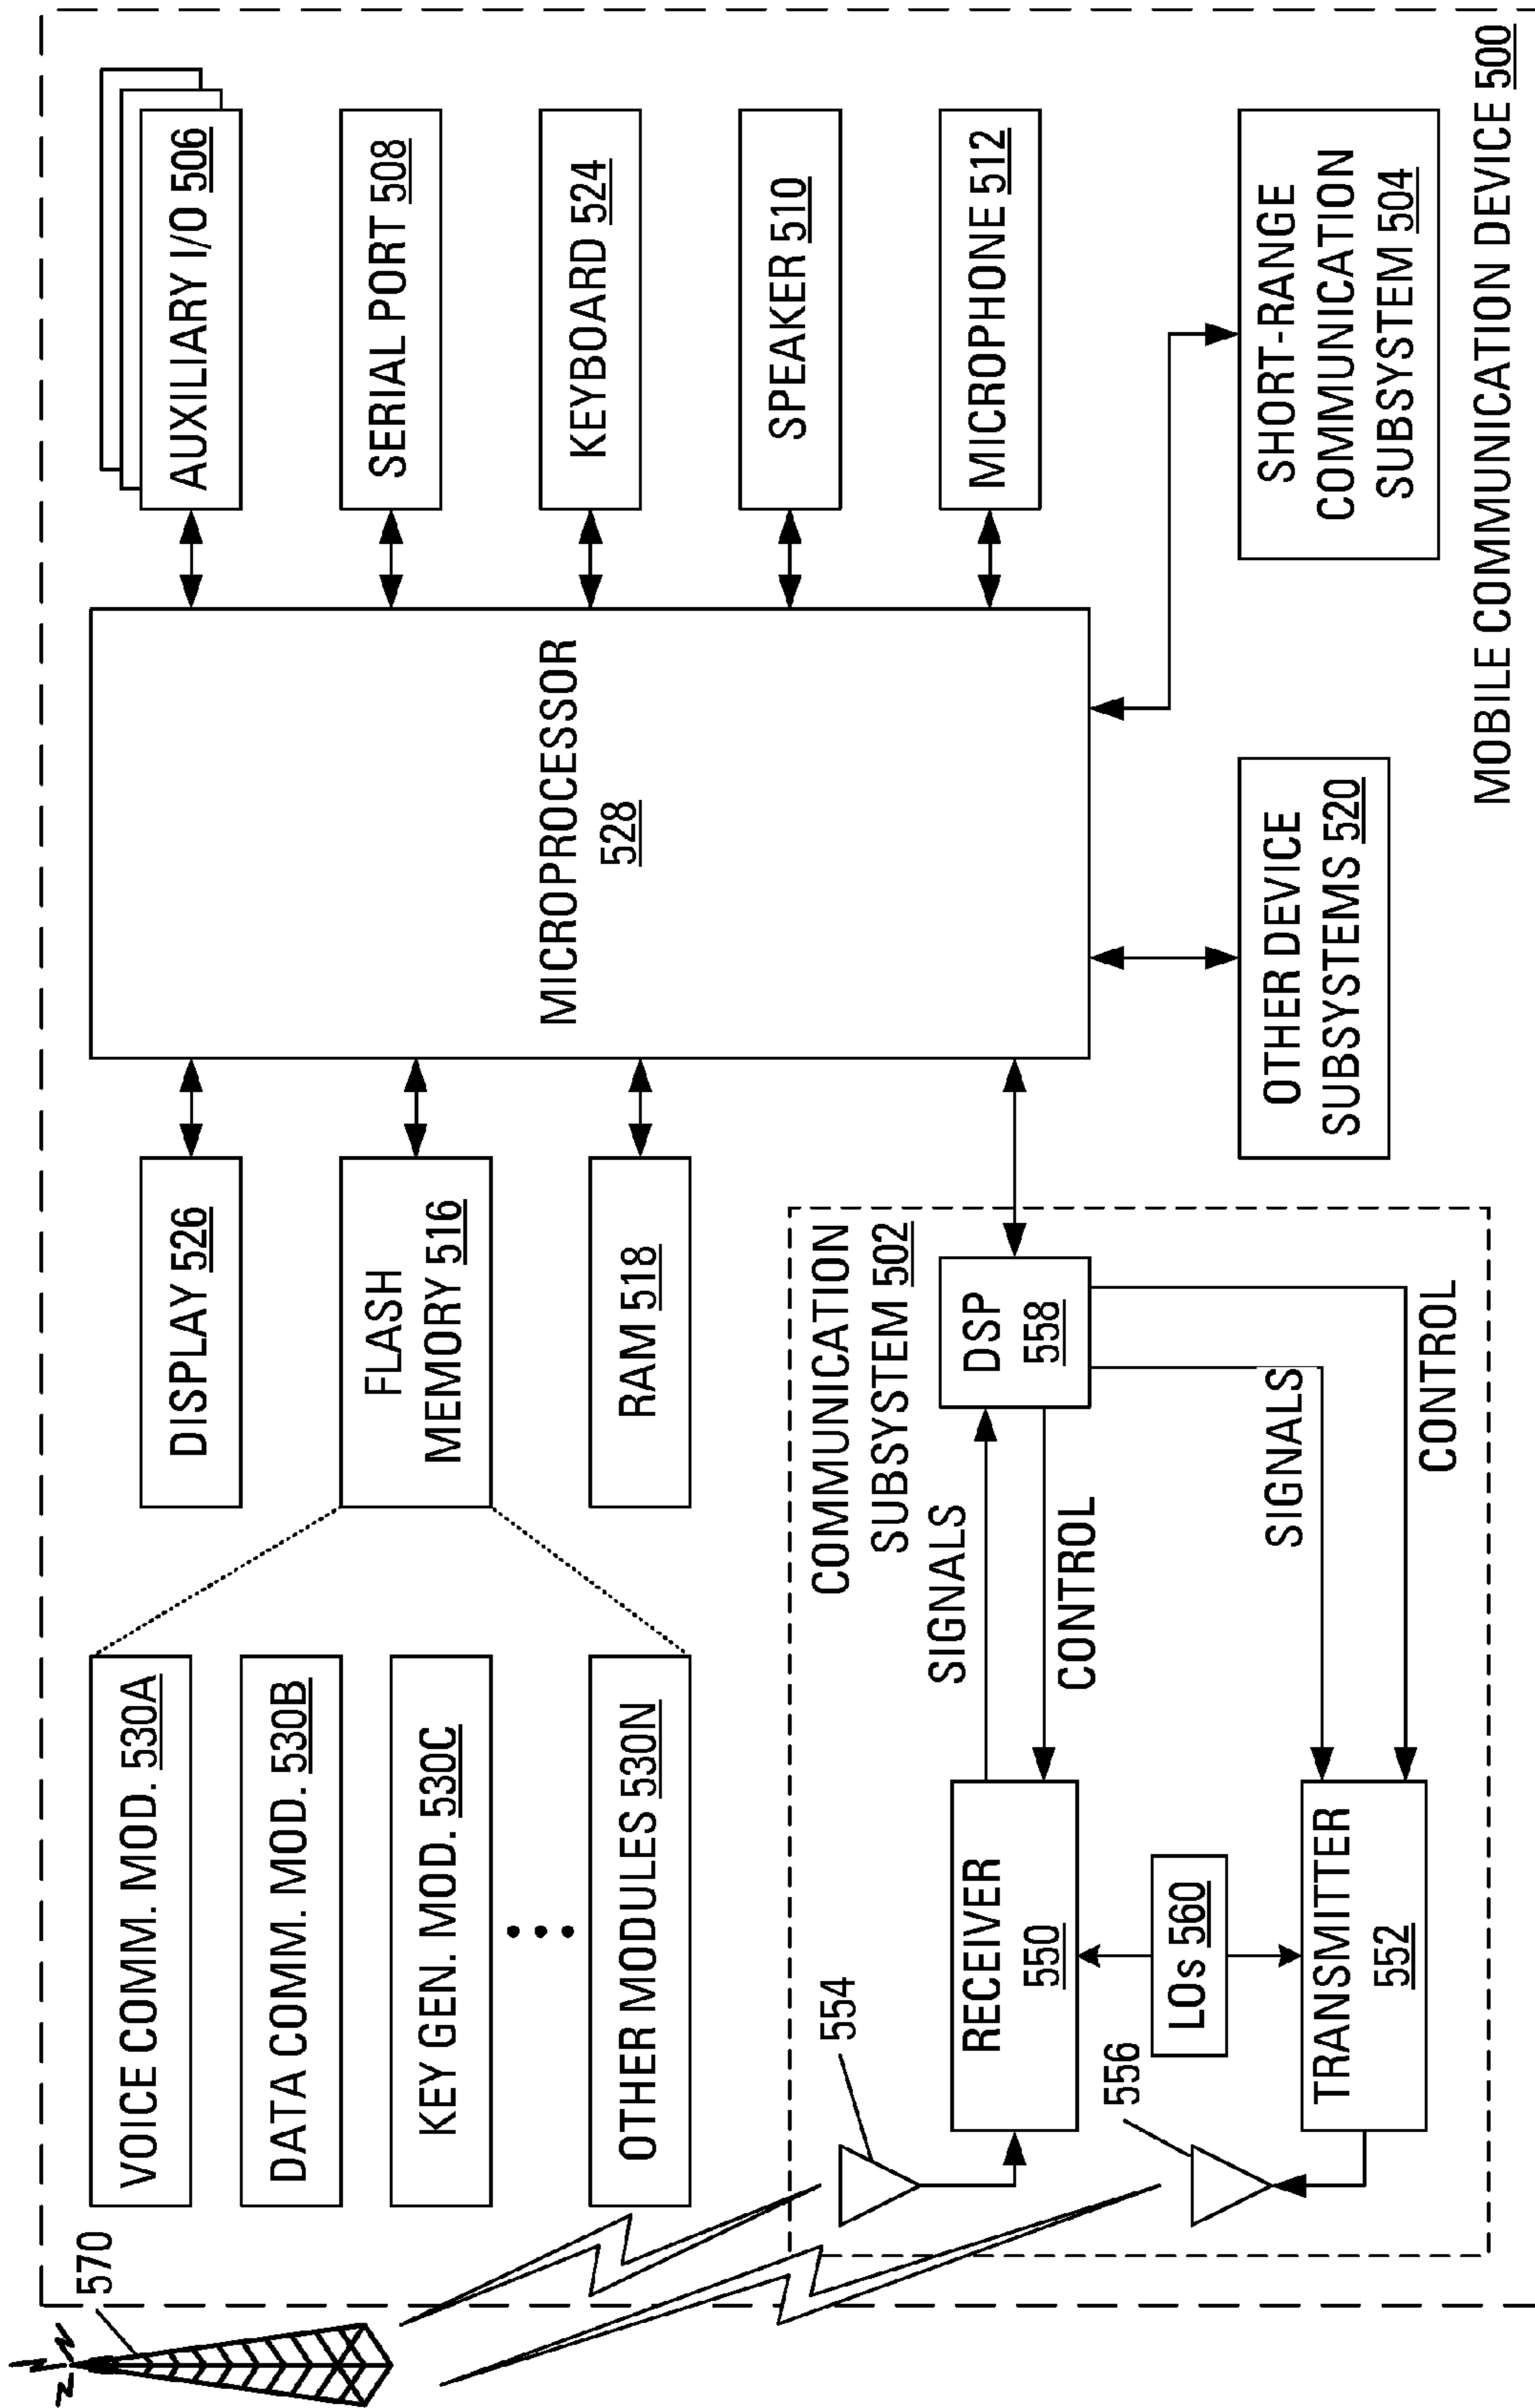 570
VOICE COMM. MOD. 530A
DATA COMM. MOD. 530B
KEY GEN. MOD. 530C
OTHER MODULES 530N
DISPLAY 526
FLASH
MEMORY 516
RAM 518
MICROPROCESSOR
528
AUXILIARY I/O 506
SERIAL PORT 508
KEYBOARD 524
SPEAKER 510
MICROPHONE 512
COMMUNICATION
SUBSYSTEM 502
554
RECEIVER
550
SIGNALS
CONTROL
DSP
558
556
LOs 560
TRANSMITTER
552
SIGNALS
CONTROL
OTHER DEVICE
SUBSYSTEMS 520
SHORT-RANGE
COMMUNICATION
SUBSYSTEM 504
MOBILE COMMUNICATION DEVICE 500